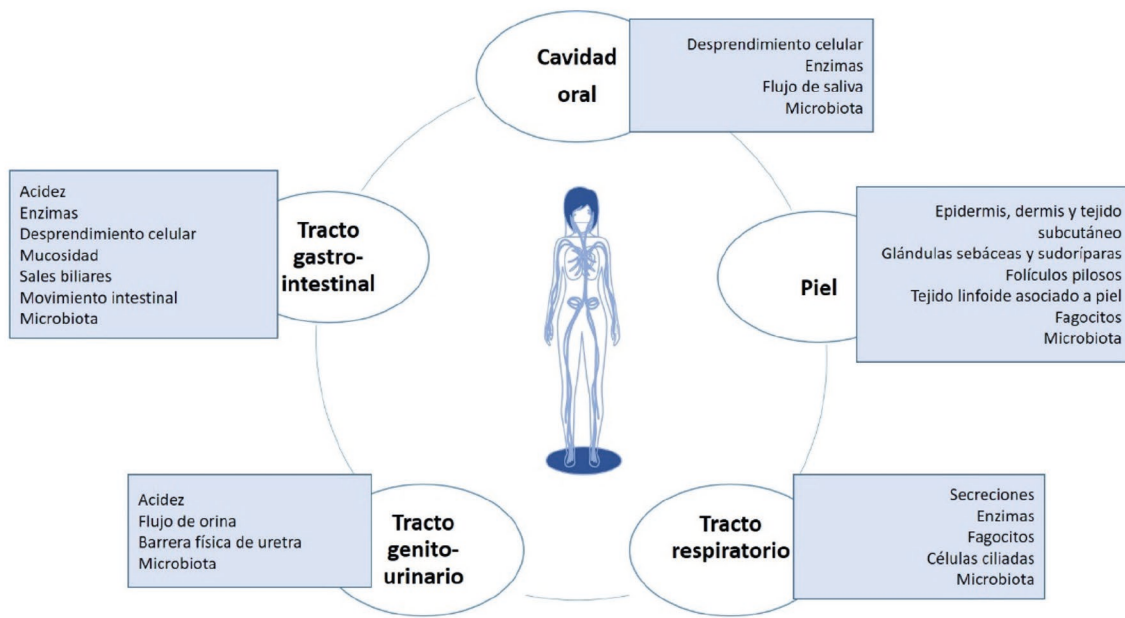 Cavidad
oral
Desprendimiento celular
Enzimas
Flujo de saliva
Microbiota
Piel
Epidermis, dermis y tejido
subcutáneo
Glándulas sebáceas y sudoríparas
Folículos pilosos
Tejido linfoide asociado a piel
Fagocitos
Microbiota
Tracto
respiratorio
Secreciones
Enzimas
Fagocitos
Células ciliadas
Microbiota
Tracto
genito-
urinario
Acidez
Flujo de orina
Barrera física de uretra
Microbiota
Tracto
gastro-
intestinal
Acidez
Enzimas
Desprendimiento celular
Mucosidad
Sales biliares
Movimiento intestinal
Microbiota